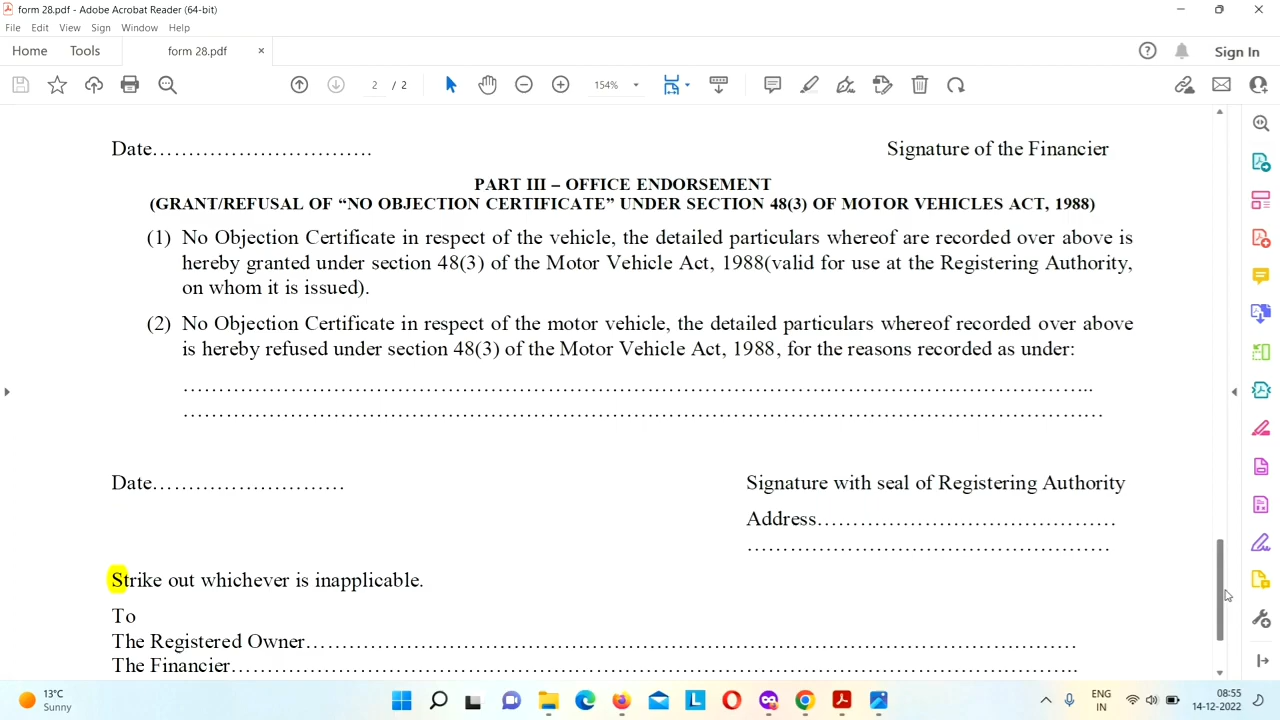 form 28.pdf - Adobe Acrobat Reader (64-bit)
File Edit View Sign Window Help
Home Tools form 28.pdf × Sign In
2 / 2 154%
Date………………………….
Signature of the Financier
PART III – OFFICE ENDORSEMENT
(GRANT/REFUSAL OF “NO OBJECTION CERTIFICATE” UNDER SECTION 48(3) OF MOTOR VEHICLES ACT, 1988)
(1) No Objection Certificate in respect of the vehicle, the detailed particulars whereof are recorded over above is
hereby granted under section 48(3) of the Motor Vehicle Act, 1988(valid for use at the Registering Authority,
on whom it is issued).
(2) No Objection Certificate in respect of the motor vehicle, the detailed particulars whereof recorded over above
is hereby refused under section 48(3) of the Motor Vehicle Act, 1988, for the reasons recorded as under:
………………………………………………………………………………………………………………..
…………………………………………………………………………………………………………………
Date………………………
Signature with seal of Registering Authority
Address……………………………………
……………………………………………
Strike out whichever is inapplicable.
To
The Registered Owner……………………………………………………………………………………………….
The Financier…………………………………………………………………………………………………………..
13°C
Sunny
ENG
IN
08:55
14-12-2022